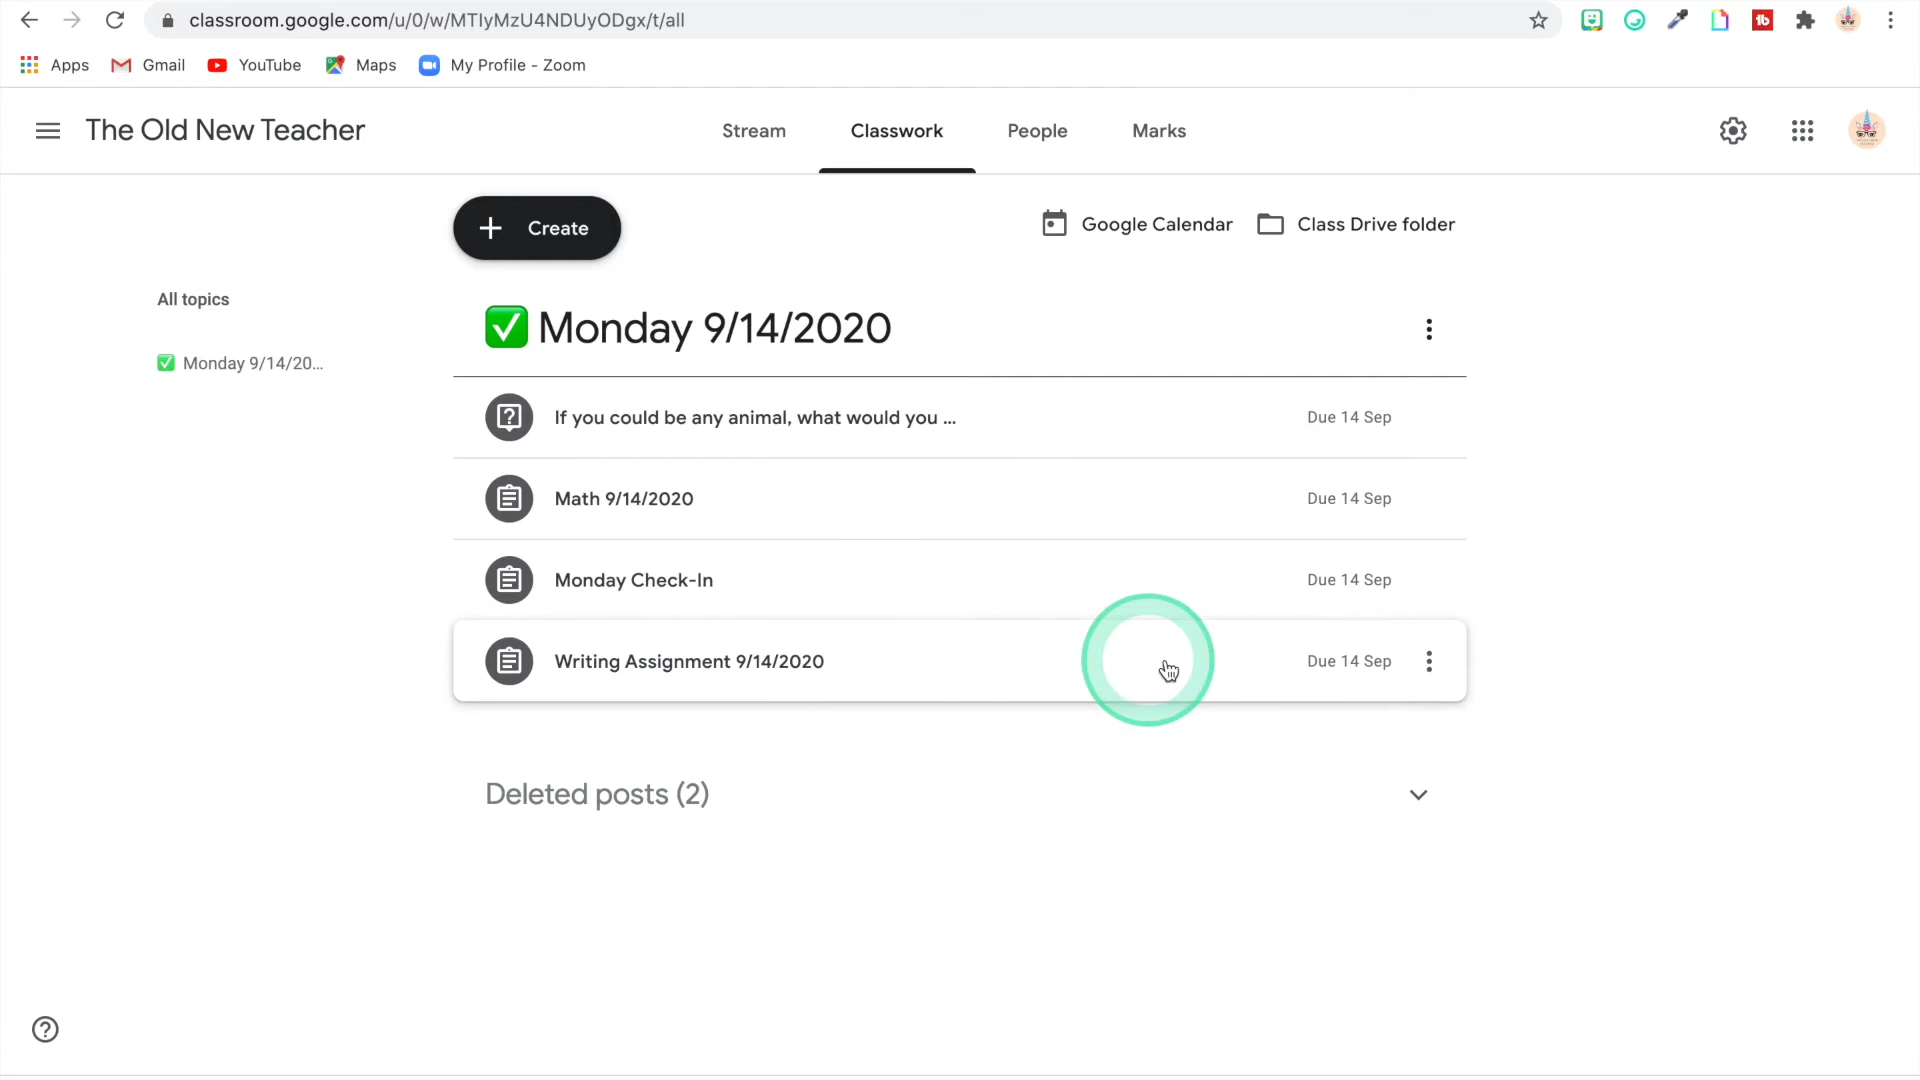 classroom.google.com/u/0/w/MTIyMzU4NDUyODgx/t/all
Apps Gmail YouTube Maps My Profile - Zoom
The Old New Teacher Stream Classwork People Marks
Create Google Calendar Class Drive folder
All topics
Monday 9/14/2020
Monday 9/14/20...
If you could be any animal, what would you ... Due 14 Sep
Math 9/14/2020 Due 14 Sep
Monday Check-In Due 14 Sep
Writing Assignment 9/14/2020 Due 14 Sep
Deleted posts (2)